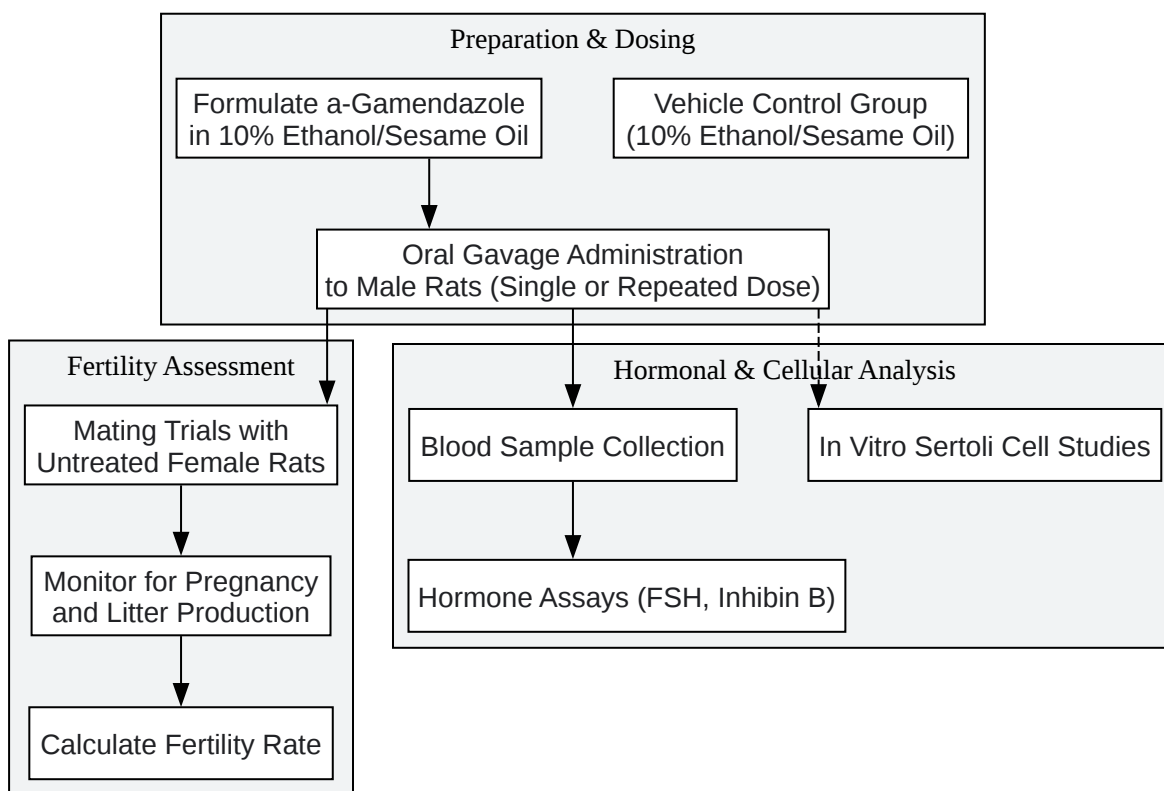 Preparation & Dosing
Formulate a-Gamendazole
in 10% Ethanol/Sesame Oil
Vehicle Control Group
(10% Ethanol/Sesame Oil)
Oral Gavage Administration
to Male Rats (Single or Repeated Dose)
Fertility Assessment
Mating Trials with
Untreated Female Rats
Monitor for Pregnancy
and Litter Production
Calculate Fertility Rate
Hormonal & Cellular Analysis
Blood Sample Collection
In Vitro Sertoli Cell Studies
Hormone Assays (FSH, Inhibin B)